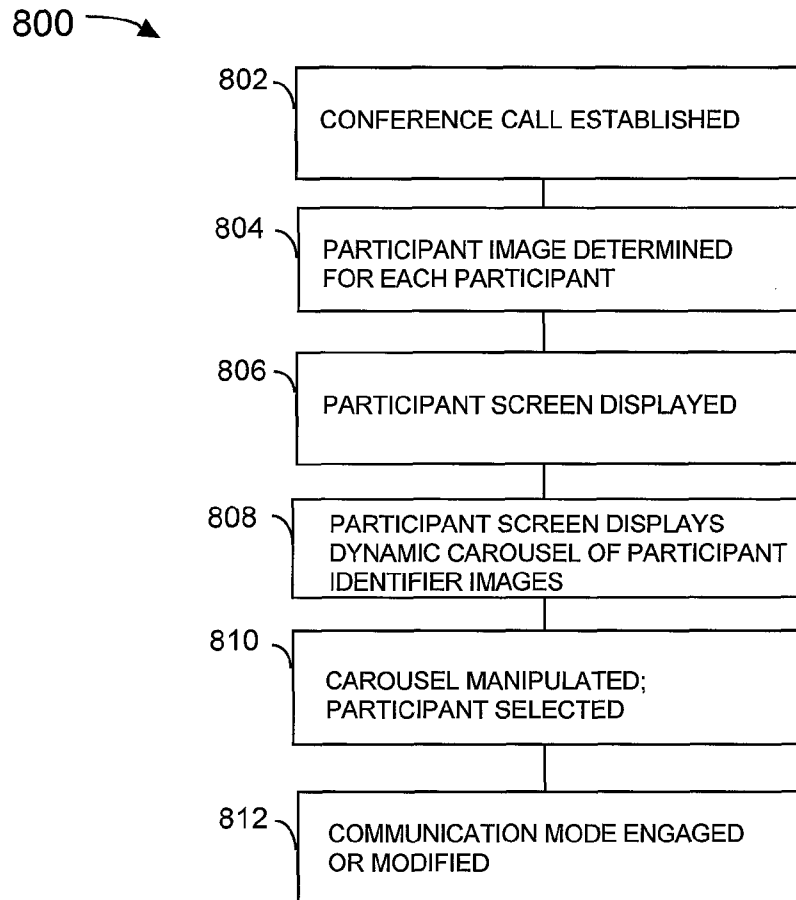 800
802
CONFERENCE CALL ESTABLISHED
804
PARTICIPANT IMAGE DETERMINED
FOR EACH PARTICIPANT
806
PARTICIPANT SCREEN DISPLAYED
808
PARTICIPANT SCREEN DISPLAYS
DYNAMIC CAROUSEL OF PARTICIPANT
IDENTIFIER IMAGES
810
CAROUSEL MANIPULATED;
PARTICIPANT SELECTED
812
COMMUNICATION MODE ENGAGED
OR MODIFIED